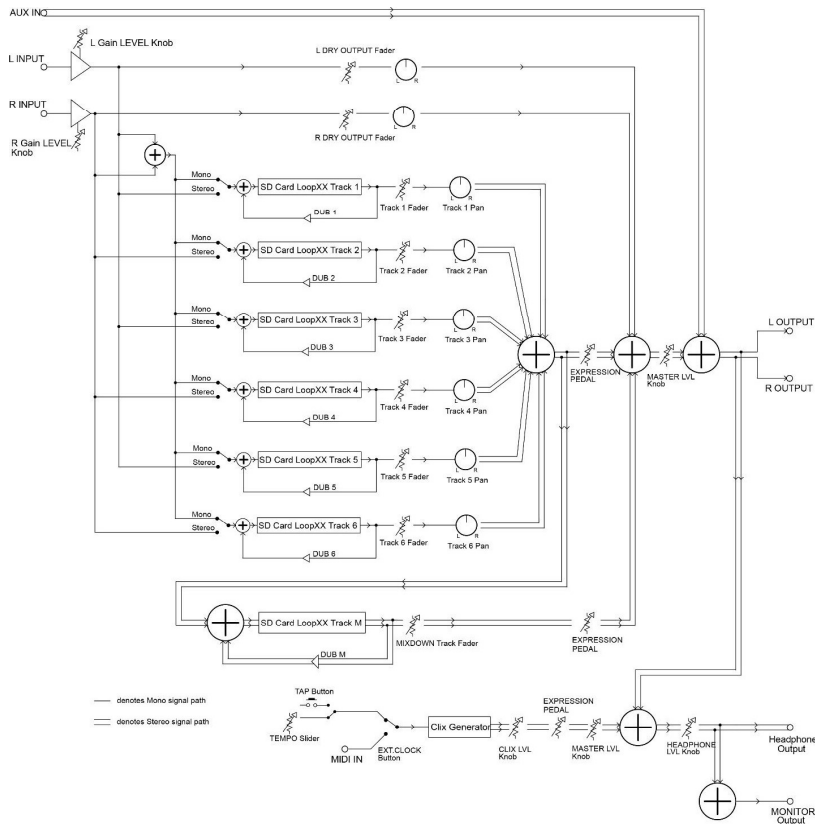 AUX IN
L Gain LEVEL Knob
L INPUT
L DRY OUTPUT Fader
L R
R INPUT
R DRY OUTPUT Fader
L R
R Gain LEVEL
Knob
Mono
Stereo
SD Card LoopXX Track 1
DUB 1
Track 1 Fader
L R
Track 1 Pan
Mono
Stereo
SD Card LoopXX Track 2
DUB 2
Track 2 Fader
L R
Track 2 Pan
Mono
Stereo
SD Card LoopXX Track 3
DUB 3
Track 3 Fader
L R
Track 3 Pan
L OUTPUT
EXPRESSION
PEDAL
MASTER LVL
Knob
R OUTPUT
Mono
Stereo
SD Card LoopXX Track 4
DUB 4
Track 4 Fader
L R
Track 4 Pan
Mono
Stereo
SD Card LoopXX Track 5
DUB 5
Track 5 Fader
L R
Track 5 Pan
Mono
Stereo
SD Card LoopXX Track 6
DUB 6
Track 6 Fader
L R
Track 6 Pan
SD Card LoopXX Track M
DUB M
MIXDOWN Track Fader
EXPRESSION
PEDAL
denotes Mono signal path
denotes Stereo signal path
TAP Button
TEMPO Slider
MIDI IN
EXT.CLOCK
Button
Clix Generator
CLIX LVL
Knob
EXPRESSION
PEDAL
MASTER LVL
Knob
HEADPHONE
LVL Knob
Headphone
Output
MONITOR
Output